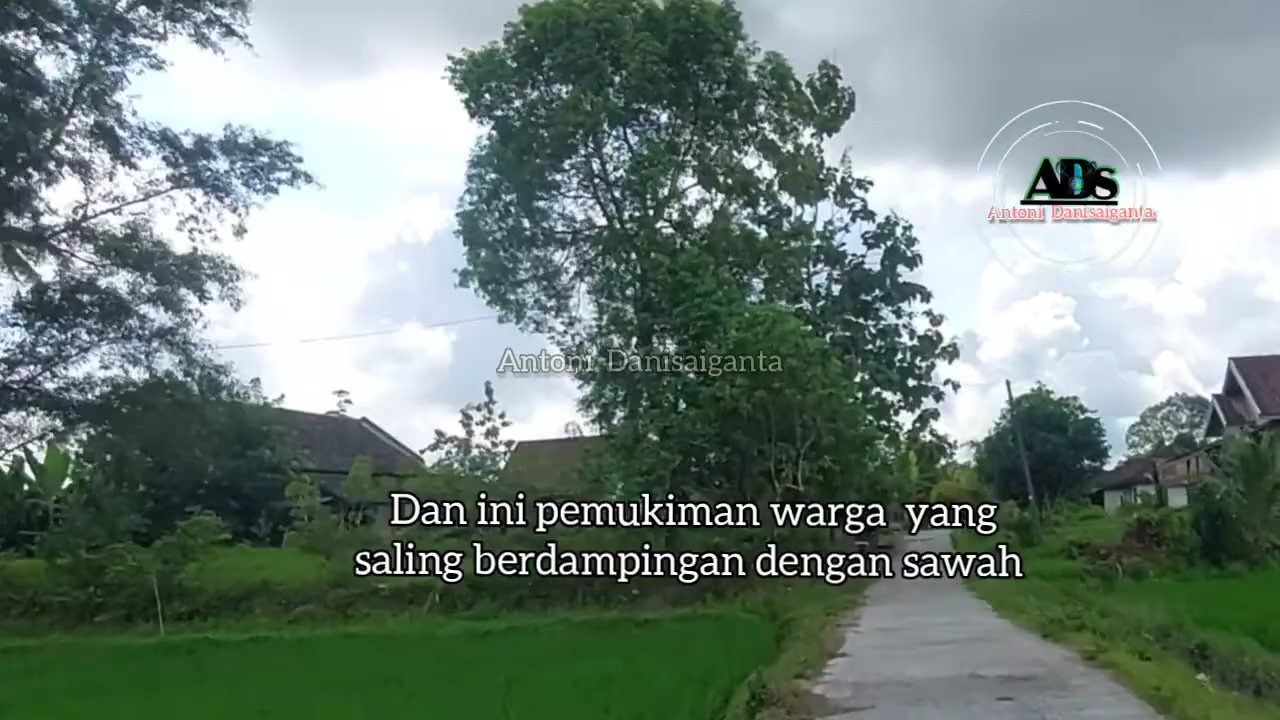 ADS
Antoni Danisaiganta
Antoni Danisaiganta
Dan ini pemukiman warga yang
saling berdampingan dengan sawah